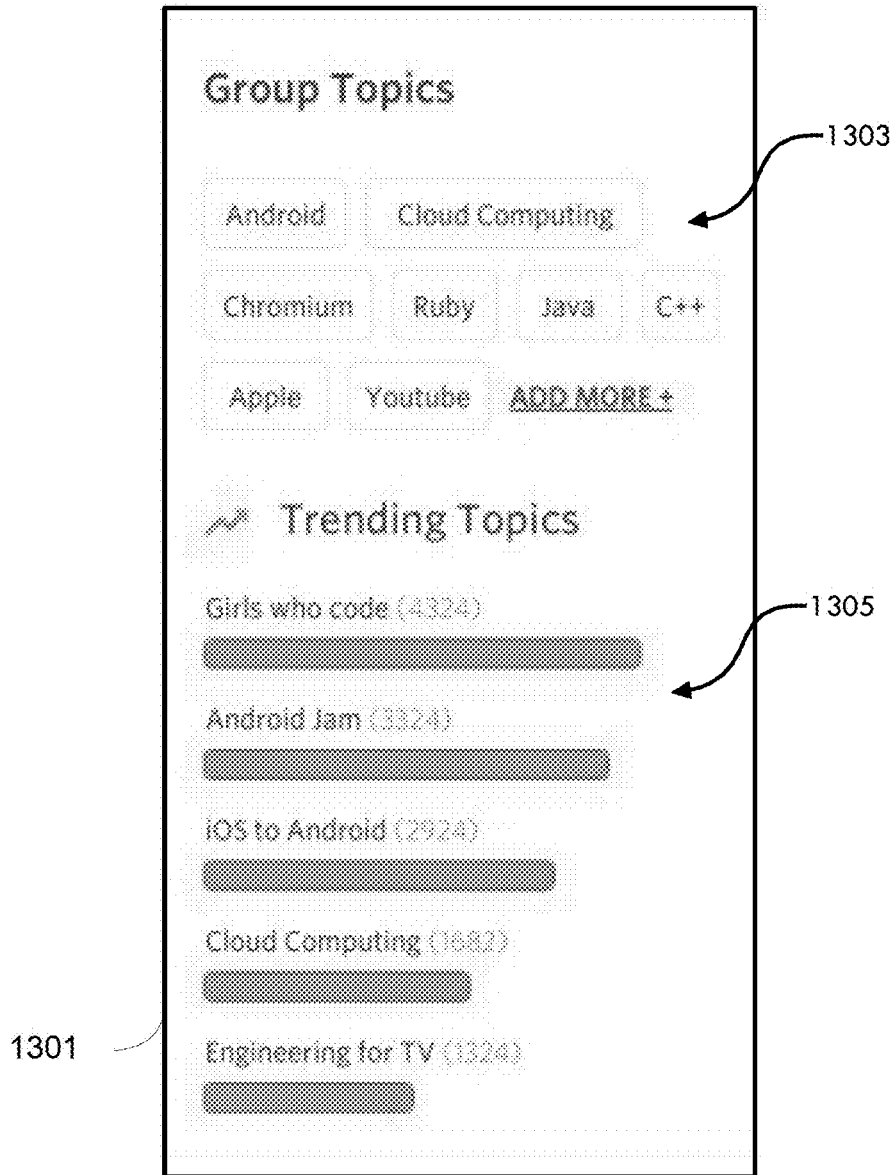 Group Topics
1303
Android Cloud Computing
Chromium Ruby Java C++
Apple Youtube ADD MORE +
Trending Topics
Girls who code (4324)
1305
Android Jam (3324)
iOS to Android (2924)
Cloud Computing (1682)
1301
Engineering for TV (1324)